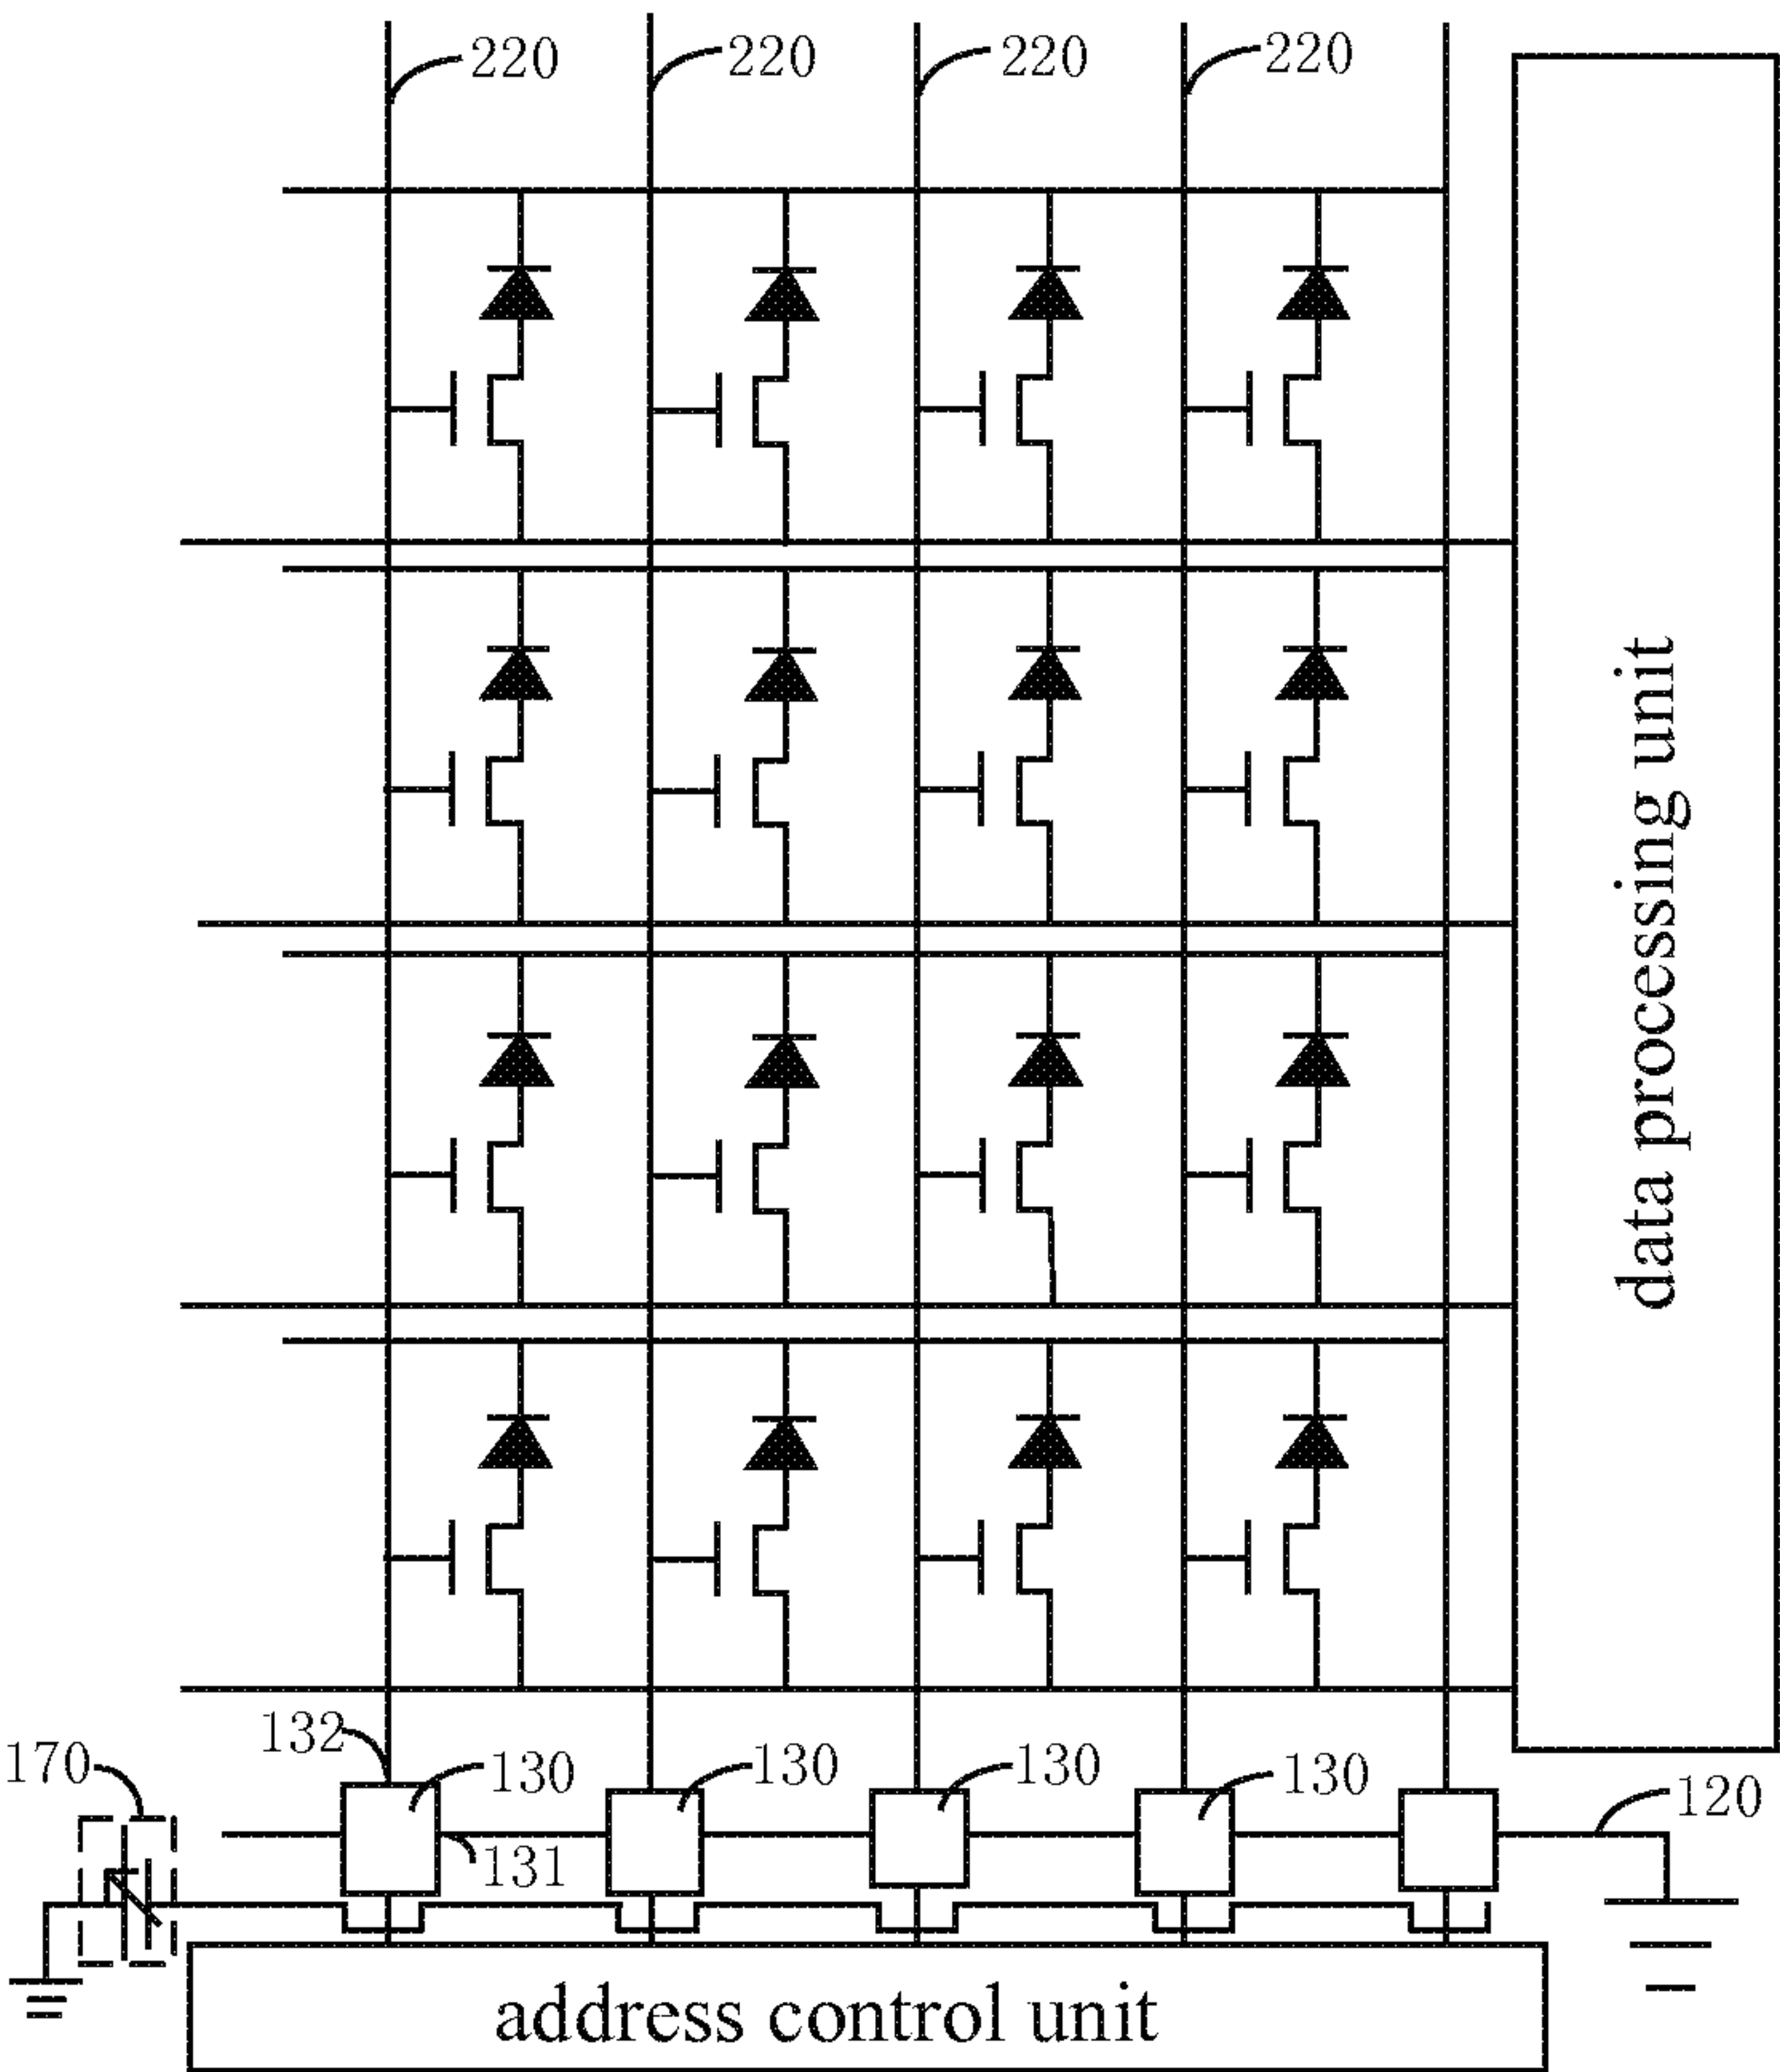 220 220 220 220
data processing unit
132
170 130 130 130 130 120
131
address control unit